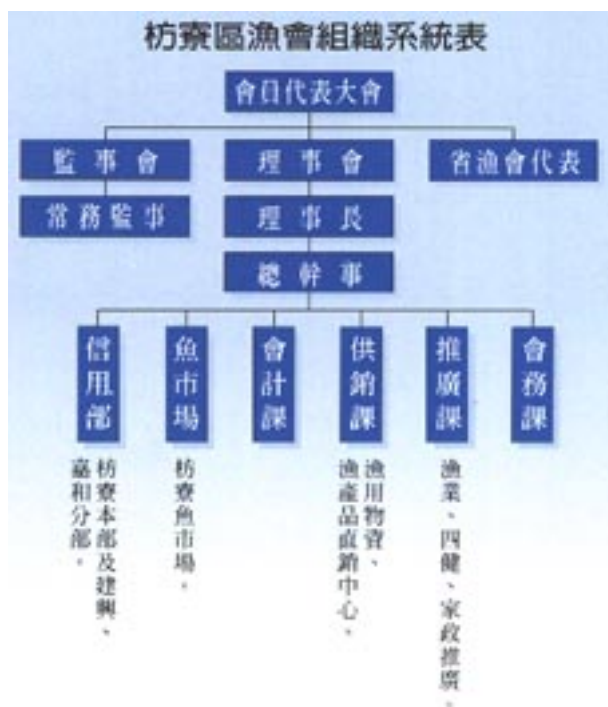 枋寮區漁會組織系統表
會員代表大會
監事會
理事會
省漁會代表
常務監事
理事長
總幹事
信用部
魚市場
會計課
供銷課
推廣課
會務課
枋寮本部及建興、
嘉和分部。
枋寮魚市場。
漁用物資、
漁產品直銷中心、
漁業、四健、家政推廣。